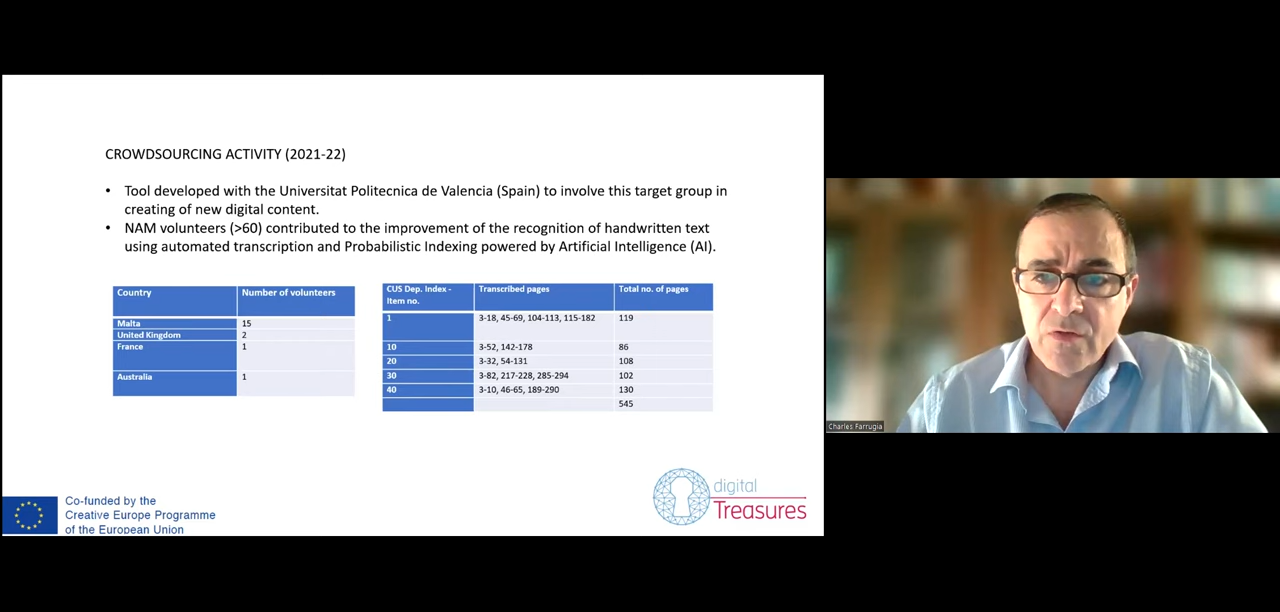 CROWDSOURCING ACTIVITY (2021-22)
• Tool developed with the Universitat Politecnica de Valencia (Spain) to involve this target group in
creating of new digital content.
• NAM volunteers (>60) contributed to the improvement of the recognition of handwritten text
using automated transcription and Probabilistic Indexing powered by Artificial Intelligence (AI).
Country Number of volunteers
Malta 15
United Kingdom 2
France 1
Australia 1
CUS Dep. Index - Transcribed pages Total no. of pages
Item no.
1 3-18, 45-69, 104-113, 115-182 119
10 3-52, 142-178 86
20 3-32, 54-131 108
30 3-82, 217-228, 285-294 102
40 3-10, 46-65, 189-290 130
545
Co-funded by the
Creative Europe Programme
of the European Union
digital
Treasures
Charles Farrugia